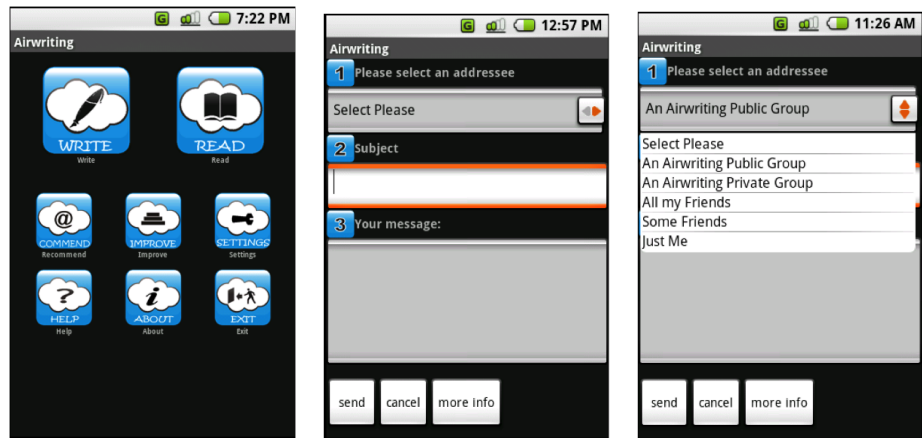 G 7:22 PM
Airwriting
WRITE READ
Write Read
@
COMMEND IMPROVE SETTINGS
Recommend Improve Settings
? i
HELP ABOUT EXIT
Help About Exit
G 12:57 PM
Airwriting
1 Please select an addressee
Select Please
2 Subject
3 Your message:
send cancel more info
G 11:26 AM
Airwriting
1 Please select an addressee
An Airwriting Public Group
Select Please
An Airwriting Public Group
An Airwriting Private Group
All my Friends
Some Friends
Just Me
send cancel more info